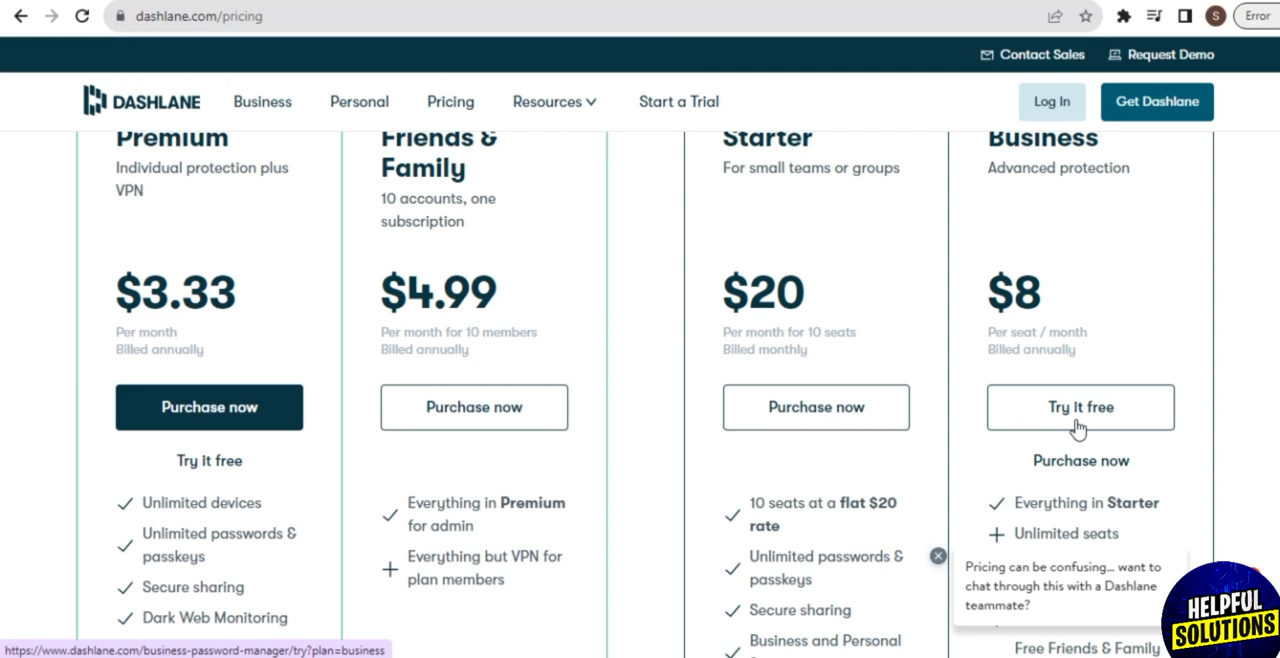 dashlane.com/pricing
S
Error
Contact Sales
Request Demo
DASHLANE
Business
Personal
Pricing
Resources
Start a Trial
Log In
Get Dashlane
Premium
Individual protection plus
VPN
$3.33
Per month
Billed annually
Purchase now
Try it free
Unlimited devices
Unlimited passwords &
passkeys
Secure sharing
Dark Web Monitoring
Friends &
Family
10 accounts, one
subscription
$4.99
Per month for 10 members
Billed annually
Purchase now
Everything in Premium
for admin
Everything but VPN for
plan members
Starter
For small teams or groups
$20
Per month for 10 seats
Billed monthly
Purchase now
10 seats at a flat $20
rate
Unlimited passwords &
passkeys
Secure sharing
Business and Personal
Business
Advanced protection
$8
Per seat / month
Billed annually
Try it free
Purchase now
Everything in Starter
Unlimited seats
Pricing can be confusing... want to
chat through this with a Dashlane
teammate?
Free Friends & Family
HELPFUL
SOLUTIONS
https://www.dashlane.com/business-password-manager/try?plan=business